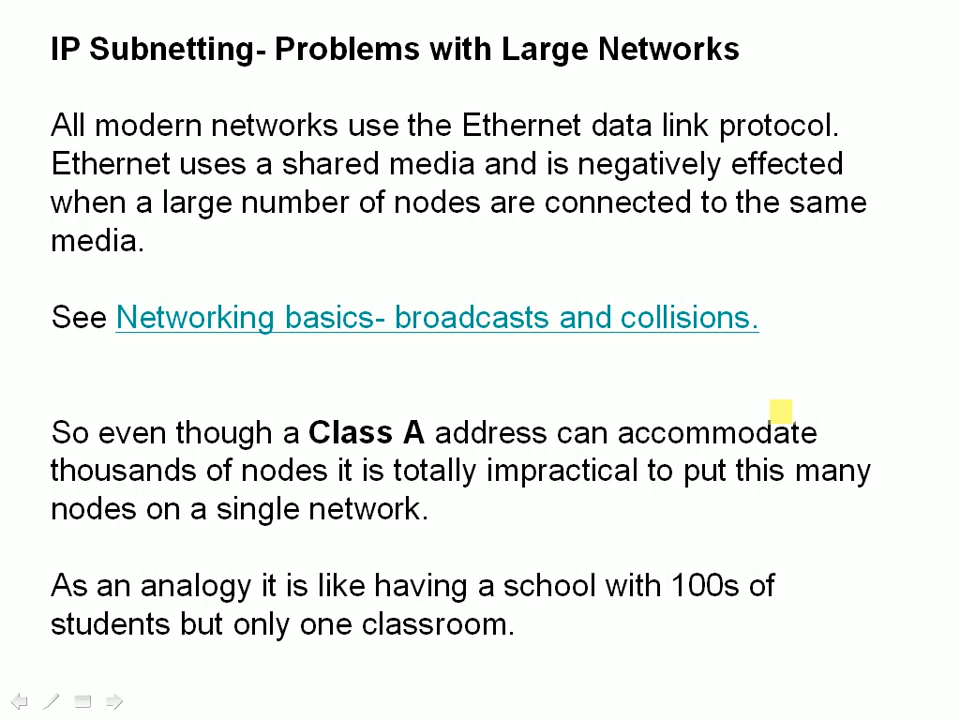 IP Subnetting- Problems with Large Networks
All modern networks use the Ethernet data link protocol.
Ethernet uses a shared media and is negatively effected
when a large number of nodes are connected to the same
media.
See Networking basics- broadcasts and collisions.
So even though a Class A address can accommodate
thousands of nodes it is totally impractical to put this many
nodes on a single network.
As an analogy it is like having a school with 100s of
students but only one classroom.